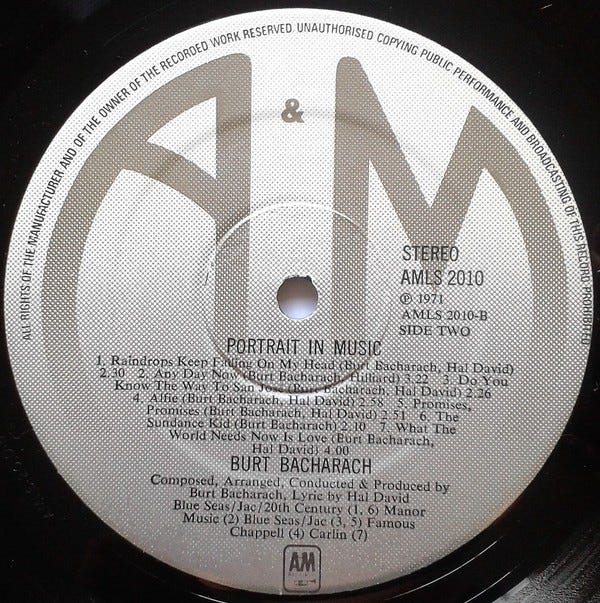 ALL RIGHTS OF THE MANUFACTURER AND OF THE OWNER OF THE RECORDED WORK RESERVED UNAUTHORISED COPYING PUBLIC PERFORMANCE AND BROADCASTING OF THIS RECORD PROHIBITED
A&M
STEREO
AMLS 2010
℗ 1971
AMLS 2010-B
SIDE TWO
PORTRAIT IN MUSIC
1. Raindrops Keep Falling On My Head (Burt Bacharach, Hal David)
2.30 2. Any Day Now (Burt Bacharach, Hilliard) 3.22 3. Do You
Know The Way To San Jose (Burt Bacharach, Hal David) 2.26
4. Alfie (Burt Bacharach, Hal David) 2.58 5. Promises,
Promises (Burt Bacharach, Hal David) 2.51 6. The
Sundance Kid (Burt Bacharach) 2.10 7. What The
World Needs Now Is Love (Burt Bacharach,
Hal David) 4.00
BURT BACHARACH
Composed, Arranged, Conducted & Produced by
Burt Bacharach, Lyric by Hal David
Blue Seas/Jac/20th Century (1, 6) Manor
Music (2) Blue Seas/Jac (3, 5) Famous
Chappell (4) Carlin (7)
A&M